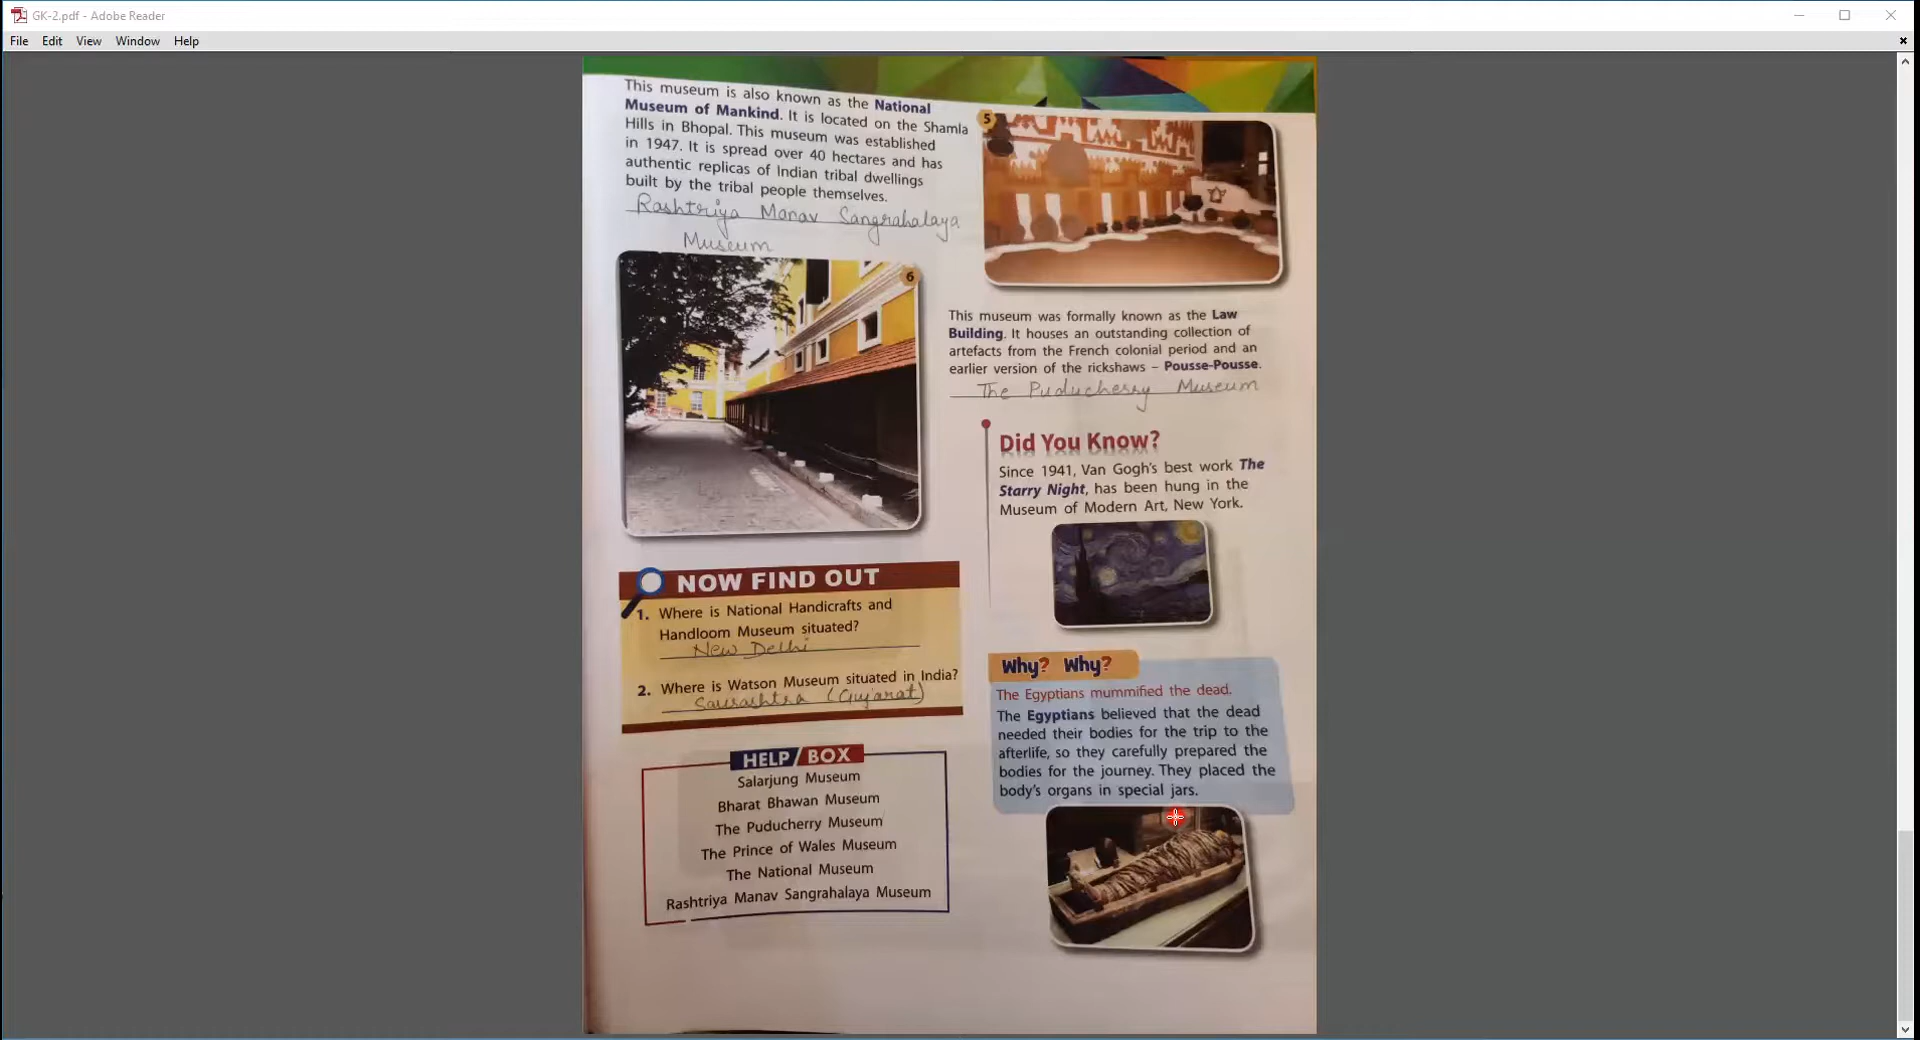 GK-2.pdf - Adobe Reader
File Edit View Window Help
This museum is also known as the National
Museum of Mankind. It is located on the Shamla
Hills in Bhopal. This museum was established
in 1947. It is spread over 40 hectares and has
authentic replicas of Indian tribal dwellings
built by the tribal people themselves.
Rashtriya Manav Sangrahalaya
Museum
5
6
This museum was formally known as the Law
Building. It houses an outstanding collection of
artefacts from the French colonial period and an
earlier version of the rickshaws – Pousse-Pousse.
The Puducherry Museum
Did You Know?
Since 1941, Van Gogh's best work The
Starry Night, has been hung in the
Museum of Modern Art, New York.
NOW FIND OUT
1. Where is National Handicrafts and
Handloom Museum situated?
New Delhi
2. Where is Watson Museum situated in India?
Saurashtra (Gujarat)
HELP/BOX
Salarjung Museum
Bharat Bhawan Museum
The Puducherry Museum
The Prince of Wales Museum
The National Museum
Rashtriya Manav Sangrahalaya Museum
Why? Why?
The Egyptians mummified the dead.
The Egyptians believed that the dead
needed their bodies for the trip to the
afterlife, so they carefully prepared the
bodies for the journey. They placed the
body's organs in special jars.